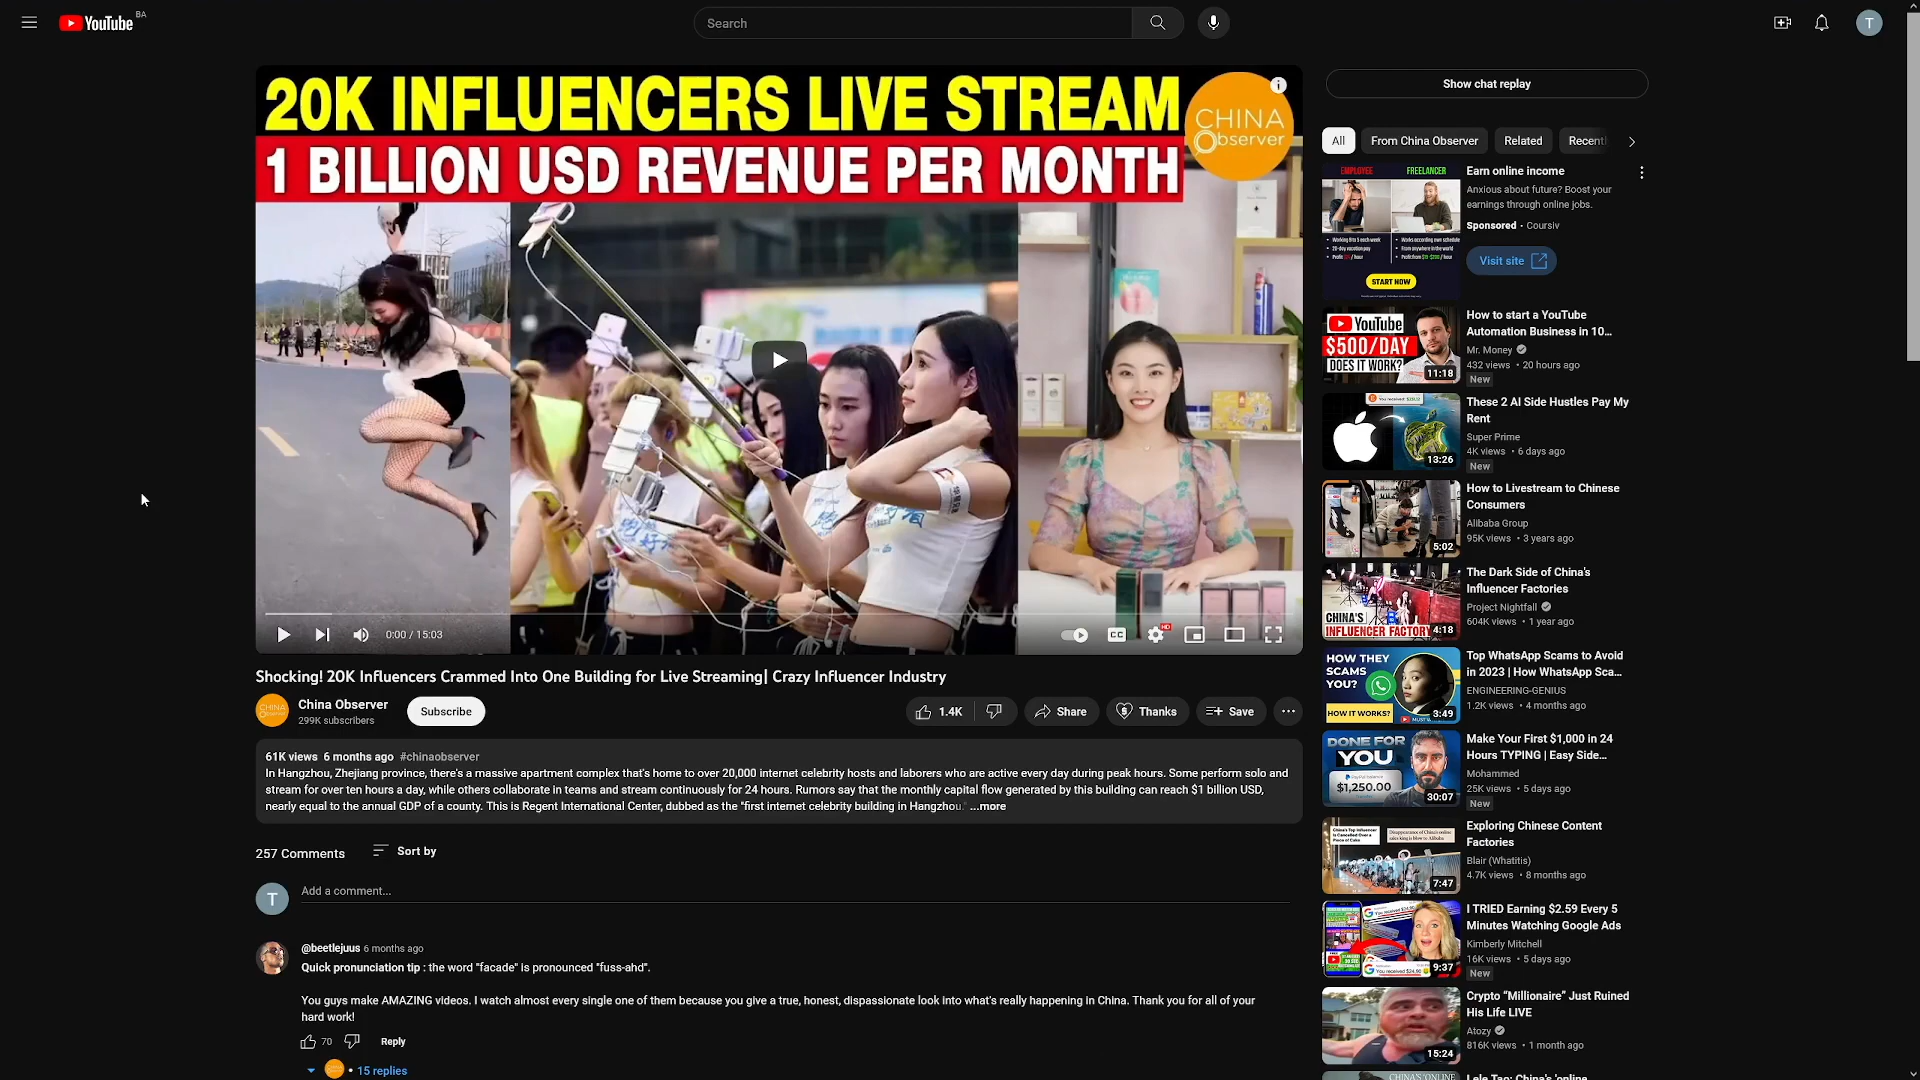 YouTube
BA
Search
T
20K INFLUENCERS LIVE STREAM
1 BILLION USD REVENUE PER MONTH
CHINA
Observer
0:00 / 15:03
CC
HD
Shocking! 20K Influencers Crammed Into One Building for Live Streaming| Crazy Influencer Industry
China Observer
299K subscribers
Subscribe
1.4K
Share
Thanks
Save
61K views 6 months ago #chinaobserver
In Hangzhou, Zhejiang province, there's a massive apartment complex that's home to over 20,000 internet celebrity hosts and laborers who are active every day during peak hours. Some perform solo and
stream for over ten hours a day, while others collaborate in teams and stream continuously for 24 hours. Rumors say that the monthly capital flow generated by this building can reach $1 billion USD,
nearly equal to the annual GDP of a county. This is Regent International Center, dubbed as the "first internet celebrity building in Hangzhou." ...more
257 Comments
Sort by
T
Add a comment...
@beetlejuus 6 months ago
Quick pronunciation tip : the word "facade" is pronounced "fuss-ahd".
You guys make AMAZING videos. I watch almost every single one of them because you give a true, honest, dispassionate look into what's really happening in China. Thank you for all of your
hard work!
70
Reply
15 replies
Show chat replay
All
From China Observer
Related
EMPLOYEE
FREELANCER
START NOW
Earn online income
Anxious about future? Boost your
earnings through online jobs.
Sponsored · Coursiv
Visit site
YouTube
$500/DAY
DOES IT WORK?
11:18
How to start a YouTube
Automation Business in 10...
Mr. Money
432 views · 20 hours ago
New
13:26
These 2 AI Side Hustles Pay My
Rent
Super Prime
4K views · 6 days ago
New
5:02
How to Livestream to Chinese
Consumers
Alibaba Group
95K views · 3 years ago
CHINA'S
INFLUENCER FACTORY
4:18
The Dark Side of China's
Influencer Factories
Project Nightfall
604K views · 1 year ago
HOW THEY
SCAMS
YOU?
HOW IT WORKS?
3:49
Top WhatsApp Scams to Avoid
in 2023 | How WhatsApp Sca...
ENGINEERING-GENIUS
1.2K views · 4 months ago
DONE FOR
YOU
$1,250.00
30:07
Make Your First $1,000 in 24
Hours TYPING | Easy Side...
Mohammed
25K views · 5 days ago
New
7:47
Exploring Chinese Content
Factories
Blair (Whatitis)
4.7K views · 8 months ago
9:37
I TRIED Earning $2.59 Every 5
Minutes Watching Google Ads
Kimberly Mitchell
16K views · 5 days ago
New
15:24
Crypto “Millionaire” Just Ruined
His Life LIVE
Atozy
816K views · 1 month ago